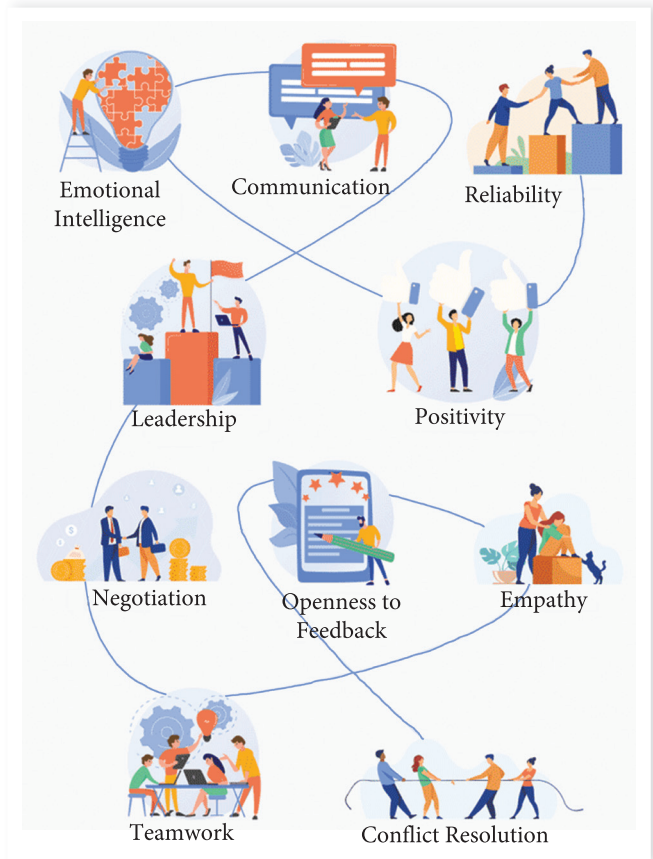 Emotional
Intelligence
Communication
Reliability
Leadership
Positivity
Negotiation
Openness to
Feedback
Empathy
Teamwork
Conflict Resolution